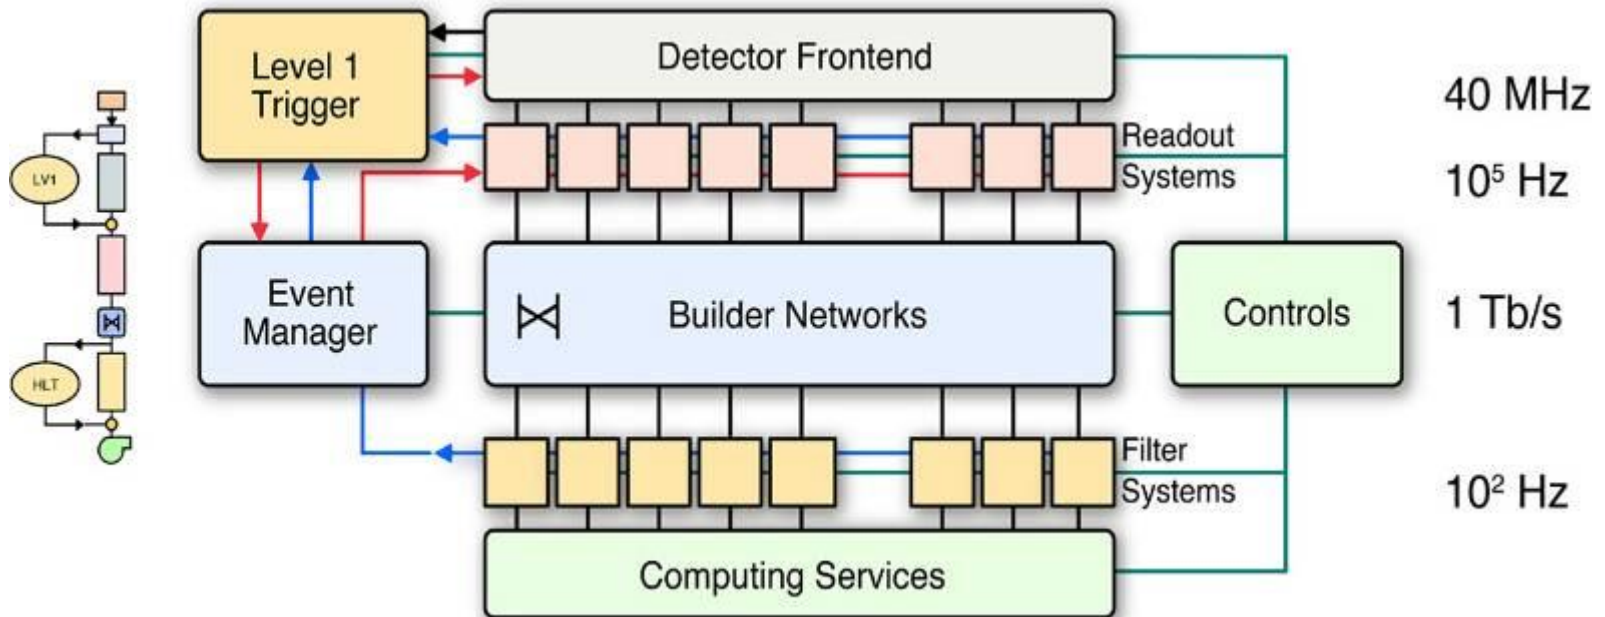 Level 1
Trigger
Detector Frontend
40 MHz
Readout
Systems
10⁵ Hz
LV1
Event
Manager
Builder Networks
Controls
1 Tb/s
HLT
Filter
Systems
10² Hz
Computing Services